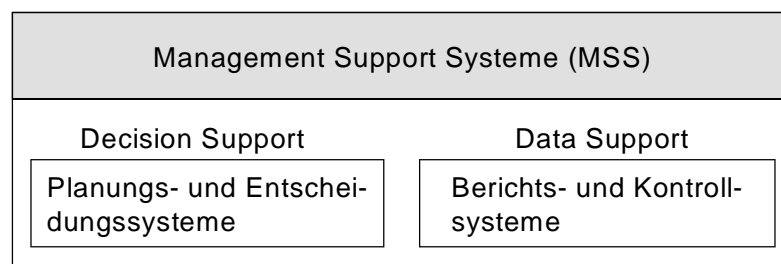 Management Support Systeme (MSS)
Decision Support
Data Support
Planungs- und Entschei-
dungssysteme
Berichts- und Kontroll-
systeme